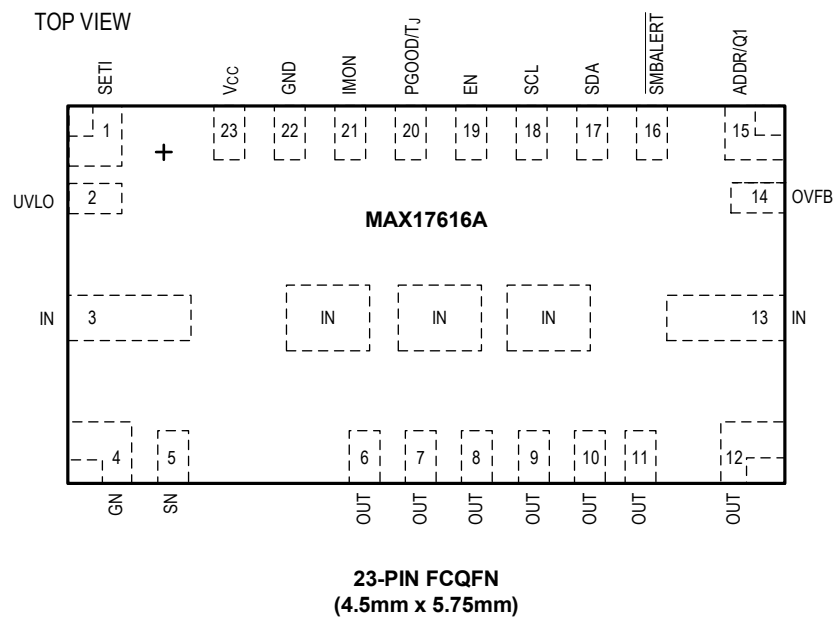 TOP VIEW
SETI
VCC
GND
IMON
PGOOD/TJ
EN
SCL
SDA
SMBALERT
ADDR/Q1
1
23
22
21
20
19
18
17
16
15
+
UVLO
2
14
OVFB
MAX17616A
IN
3
IN
IN
IN
13
IN
4
5
6
7
8
9
10
11
12
GN
SN
OUT
OUT
OUT
OUT
OUT
OUT
OUT
23-PIN FCQFN
(4.5mm x 5.75mm)